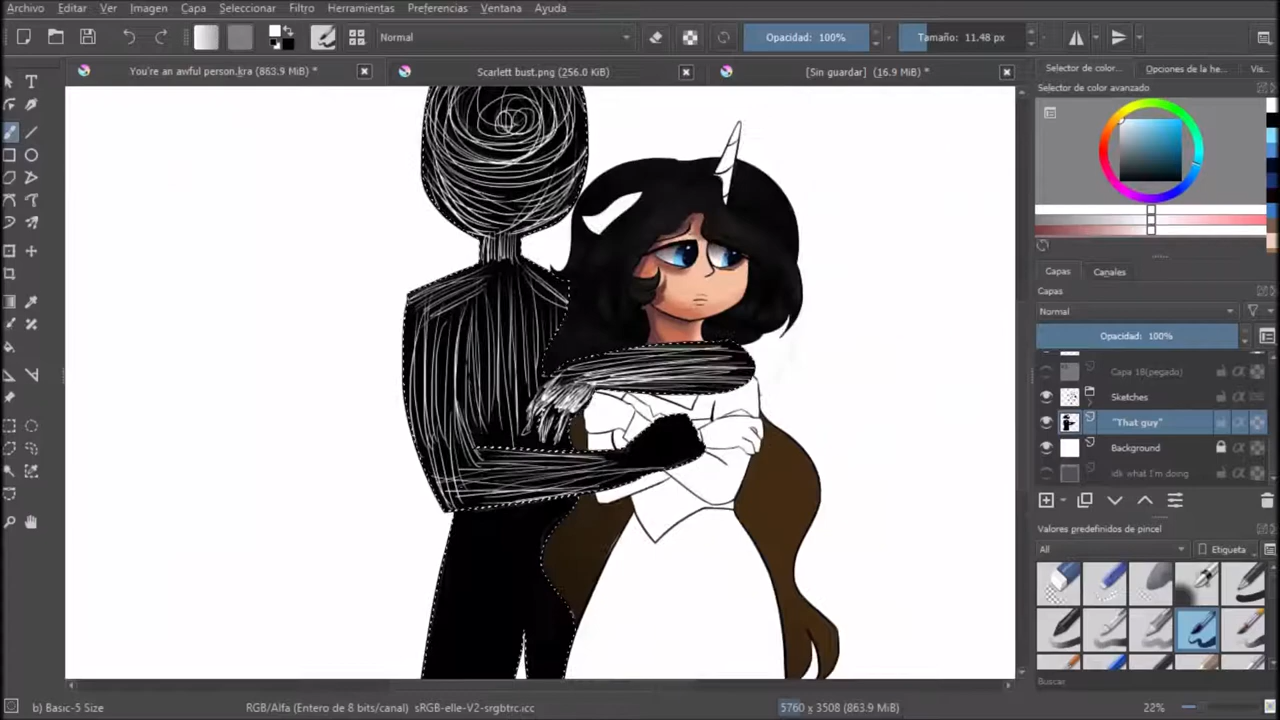 Archivo Editar Ver Imagen Capa Seleccionar Filtro Herramientas Preferencias Ventana Ayuda
Normal Opacidad: 100% Tamaño: 11.48 px
You're an awful person.kra (863.9 MiB) * Scarlett bust.png (256.0 KiB) [Sin guardar] (16.9 MiB) * Selector de color... Opciones de la he... Vis...
Selector de color avanzado
Capas Canales
Capas
Normal
Opacidad: 100%
Capa 18(pegado)
Sketches
"That guy"
Background
idk what I'm doing
Valores predefinidos de pincel
All Etiqueta
Buscar
b) Basic-5 Size RGB/Alfa (Entero de 8 bits/canal) sRGB-elle-V2-srgbtrc.icc 5760 x 3508 (863.9 MiB) 22%